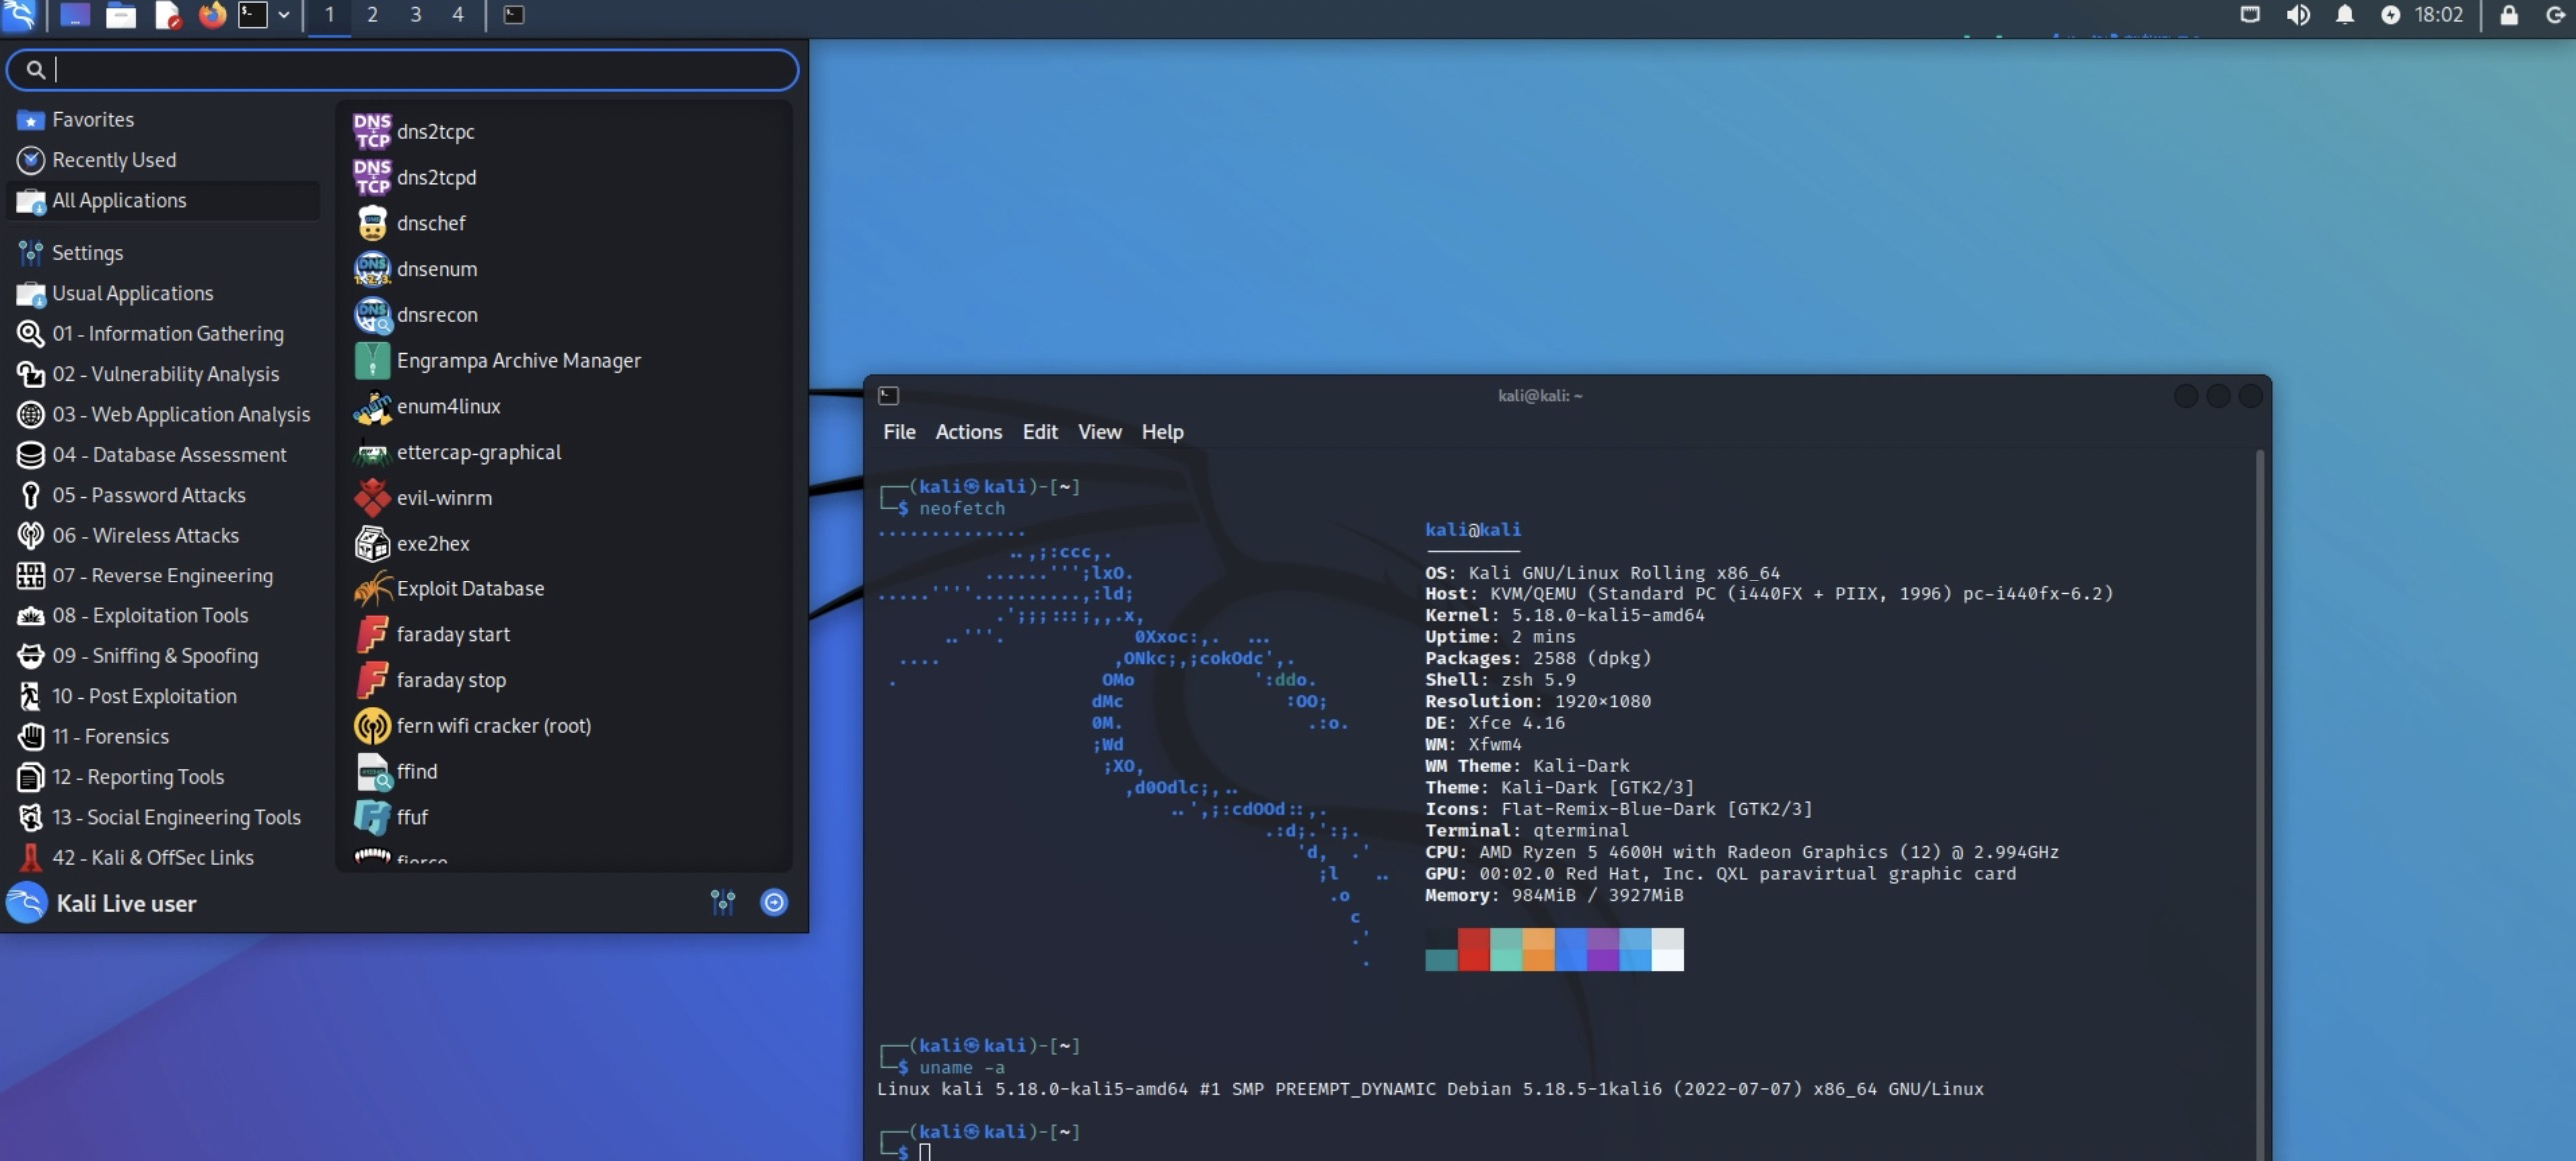 1 2 3 4
18:02
Favorites
Recently Used
All Applications
Settings
Usual Applications
01 - Information Gathering
02 - Vulnerability Analysis
03 - Web Application Analysis
04 - Database Assessment
05 - Password Attacks
06 - Wireless Attacks
07 - Reverse Engineering
08 - Exploitation Tools
09 - Sniffing & Spoofing
10 - Post Exploitation
11 - Forensics
12 - Reporting Tools
13 - Social Engineering Tools
42 - Kali & OffSec Links
Kali Live user
dns2tcpc
dns2tcpd
dnschef
dnsenum
dnsrecon
Engrampa Archive Manager
enum4linux
ettercap-graphical
evil-winrm
exe2hex
Exploit Database
faraday start
faraday stop
fern wifi cracker (root)
ffind
ffuf
fierce
kali@kali: ~
File Actions Edit View Help
┌──(kali㉿kali)-[~]
└─$ neofetch
kali@kali
OS: Kali GNU/Linux Rolling x86_64
Host: KVM/QEMU (Standard PC (i440FX + PIIX, 1996) pc-i440fx-6.2)
Kernel: 5.18.0-kali5-amd64
Uptime: 2 mins
Packages: 2588 (dpkg)
Shell: zsh 5.9
Resolution: 1920×1080
DE: Xfce 4.16
WM: Xfwm4
WM Theme: Kali-Dark
Theme: Kali-Dark [GTK2/3]
Icons: Flat-Remix-Blue-Dark [GTK2/3]
Terminal: qterminal
CPU: AMD Ryzen 5 4600H with Radeon Graphics (12) @ 2.994GHz
GPU: 00:02.0 Red Hat, Inc. QXL paravirtual graphic card
Memory: 984MiB / 3927MiB
┌──(kali㉿kali)-[~]
└─$ uname -a
Linux kali 5.18.0-kali5-amd64 #1 SMP PREEMPT_DYNAMIC Debian 5.18.5-1kali6 (2022-07-07) x86_64 GNU/Linux
┌──(kali㉿kali)-[~]
└─$